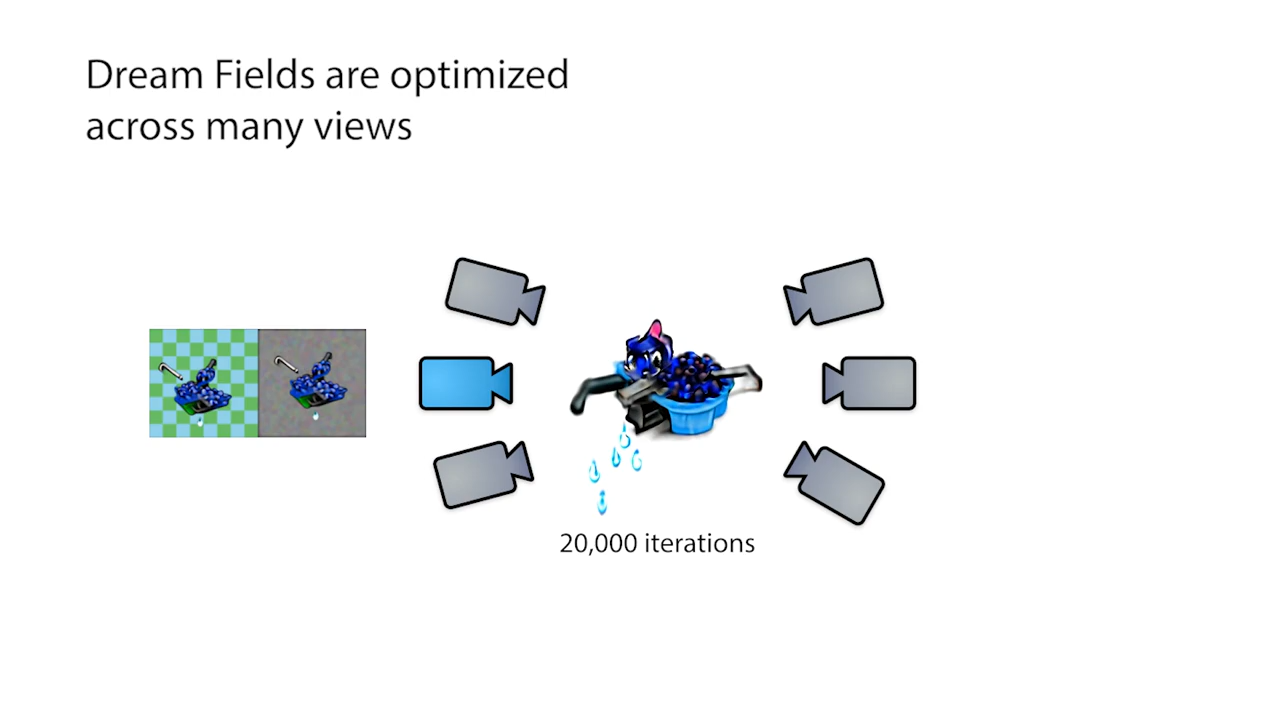 Dream Fields are optimized
across many views
20,000 iterations